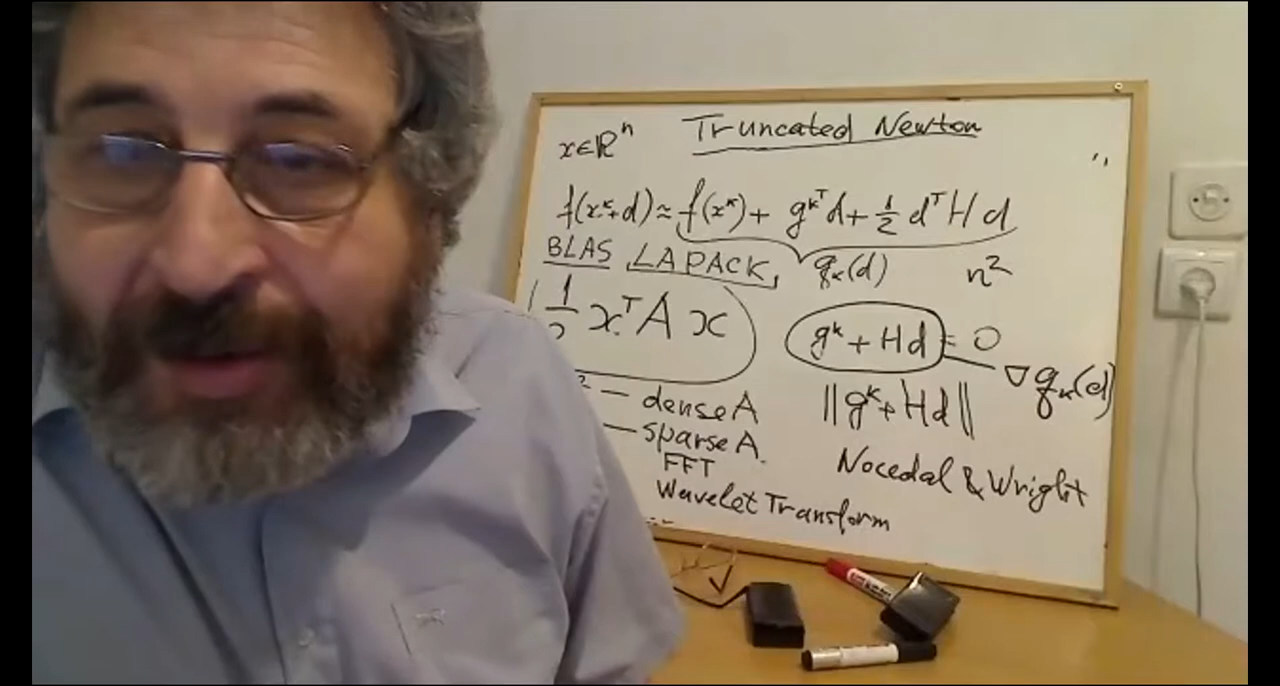 Truncated Newton
x∈ℝⁿ
f(xᵏ+d) ≈ f(xᵏ) + gᵏᵀd + ½ dᵀHd
BLAS LAPACK, qₖ(d) n²
½ xᵀAx gᵏ + Hd = 0
∇qₖ(d)
² — dense A ‖gᵏ + Hd‖
— sparse A.
FFT Nocedal & Wright
Wavelet Transform